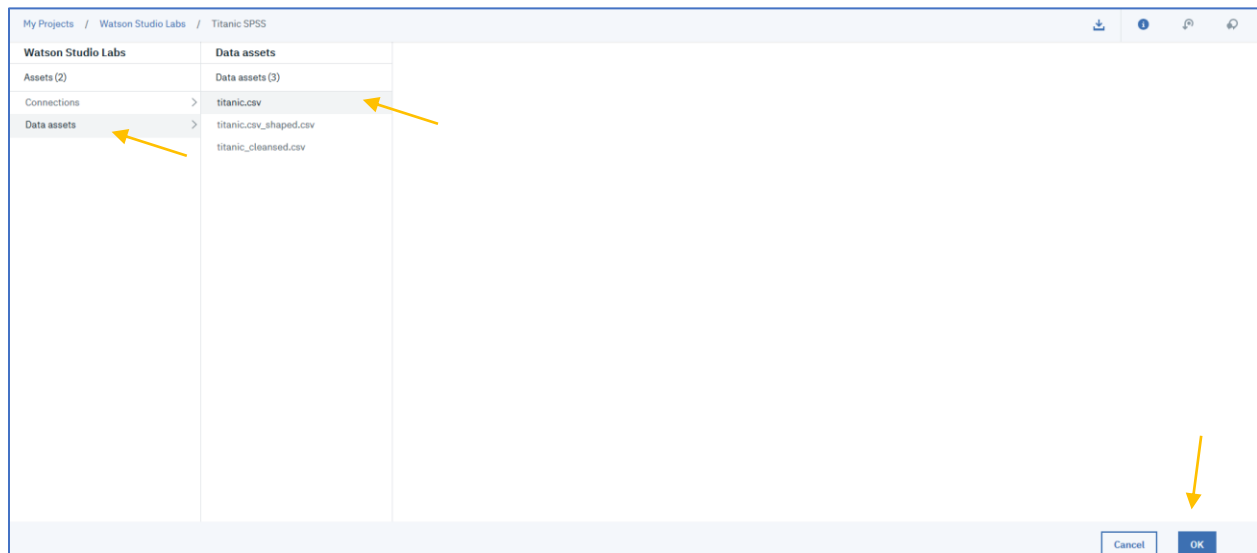 My Projects / Watson Studio Labs / Titanic SPSS
Watson Studio Labs
Assets (2)
Connections
Data assets
Data assets
Data assets (3)
titanic.csv
titanic.csv_shaped.csv
titanic_cleansed.csv
Cancel
OK